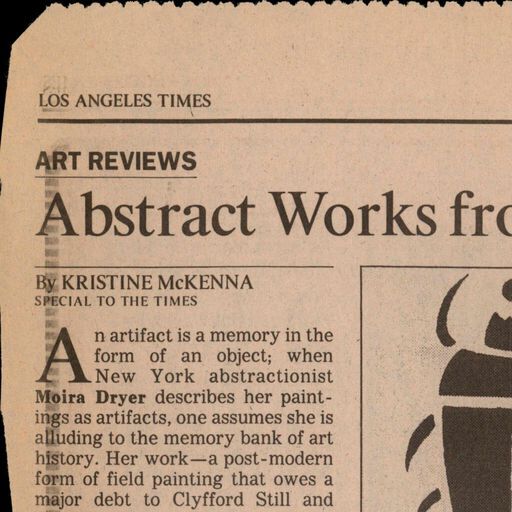 LOS ANGELES TIMES
ART REVIEWS
Abstract Works fro
By KRISTINE McKENNA
SPECIAL TO THE TIMES
An artifact is a memory in the
form of an object; when
New York abstractionist
Moira Dryer describes her paint-
ings as artifacts, one assumes she is
alluding to the memory bank of art
history. Her work—a post-modern
form of field painting that owes a
major debt to Clyfford Still and